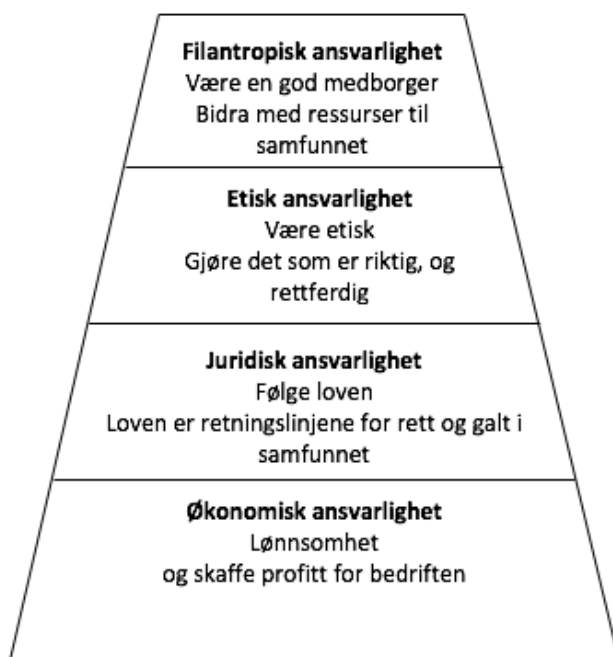 Filantropisk ansvarlighet
Være en god medborger
Bidra med ressurser til
samfunnet
Etisk ansvarlighet
Være etisk
Gjøre det som er riktig, og
rettferdig
Juridisk ansvarlighet
Følge loven
Loven er retningslinjene for rett og galt i
samfunnet
Økonomisk ansvarlighet
Lønnsomhet
og skaffe profitt for bedriften